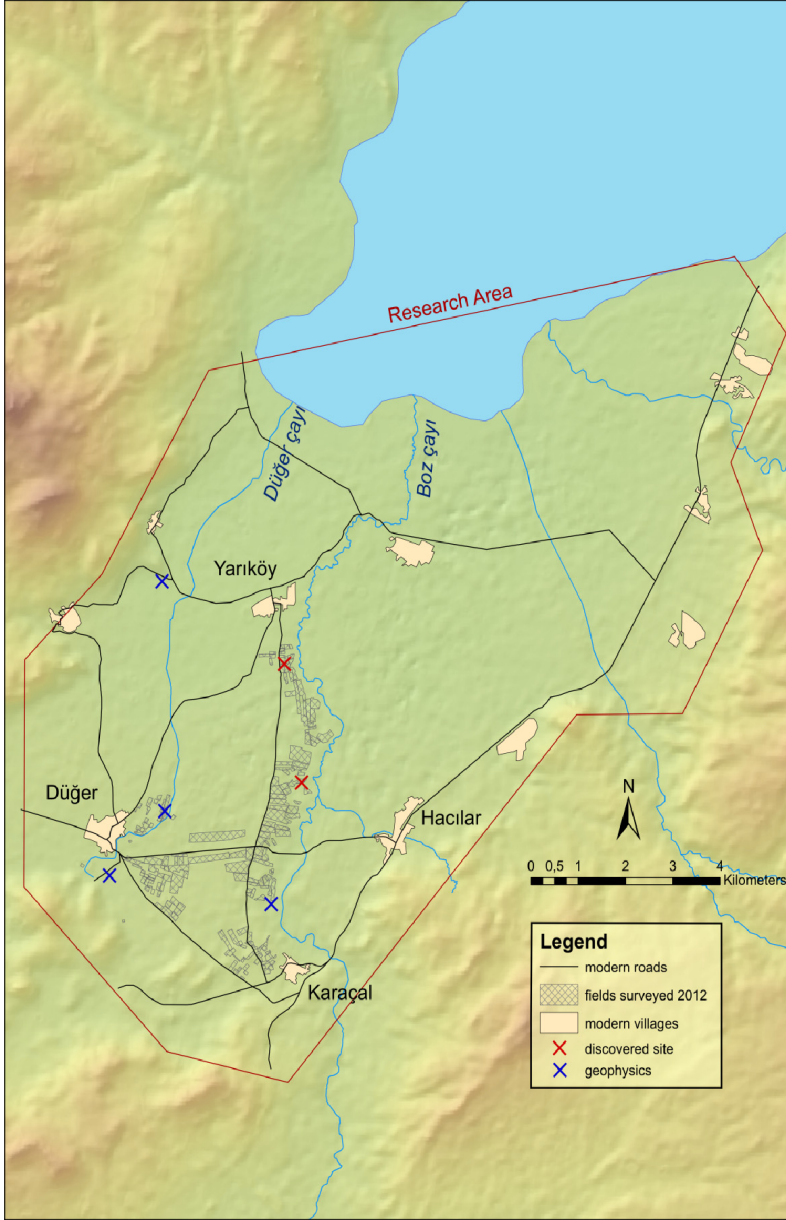 Research Area
Düğer çayı
Boz çayı
Yarıköy
Düğer
Hacılar
N
0 0,5 1 2 3 4
Kilometers
Legend
modern roads
fields surveyed 2012
modern villages
discovered site
geophysics
Karaçal